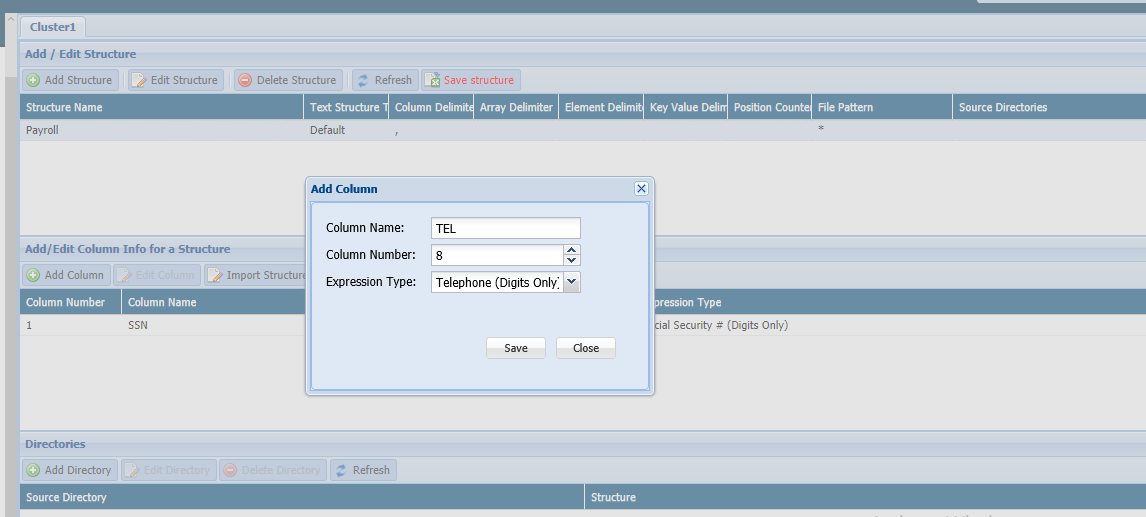 Cluster1
Add / Edit Structure
Add Structure Edit Structure Delete Structure Refresh Save structure
Structure Name Text Structure T Column Delimite Array Delimiter Element Delimite Key Value Delim Position Counter File Pattern Source Directories
Payroll Default , *
Add Column
Column Name: TEL
Column Number: 8
Expression Type: Telephone (Digits Only)
Save Close
Add/Edit Column Info for a Structure
Add Column Edit Column Import Structure
Column Number Column Name pression Type
1 SSN cial Security # (Digits Only)
Directories
Add Directory Edit Directory Delete Directory Refresh
Source Directory Structure